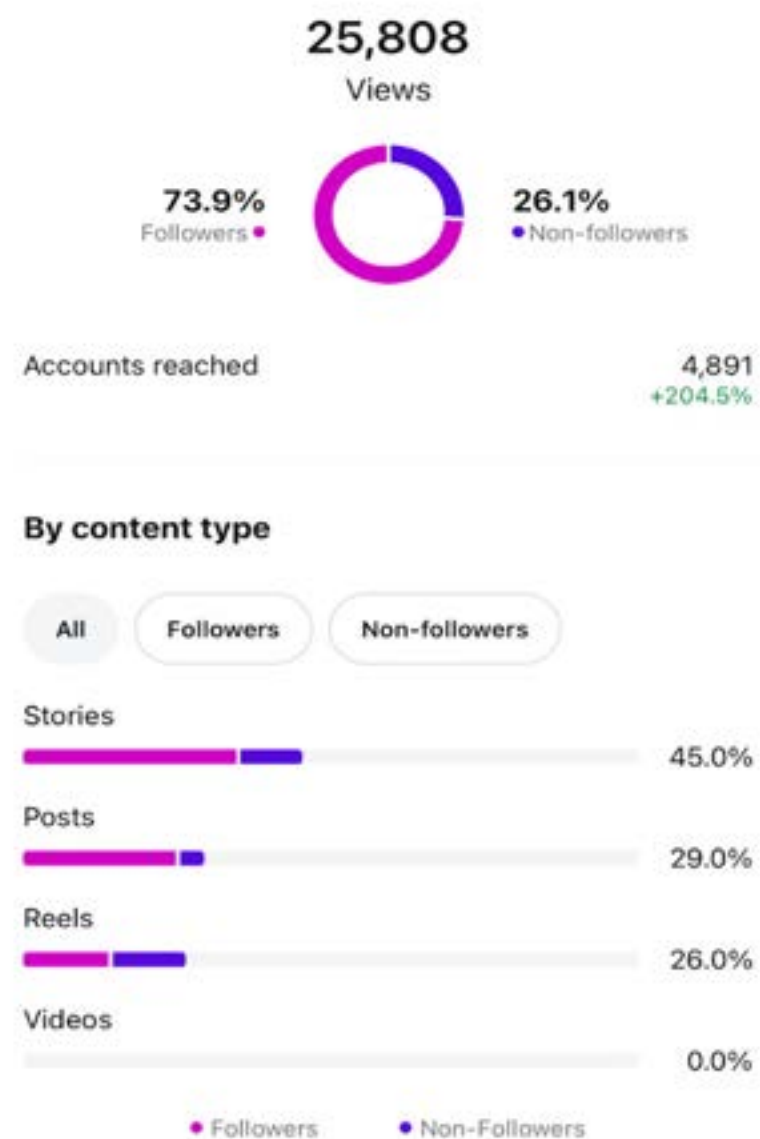 25,808
Views
73.9%
Followers
26.1%
Non-followers
Accounts reached
4,891
+204.5%
By content type
All
Followers
Non-followers
Stories
45.0%
Posts
29.0%
Reels
26.0%
Videos
0.0%
Followers
Non-Followers